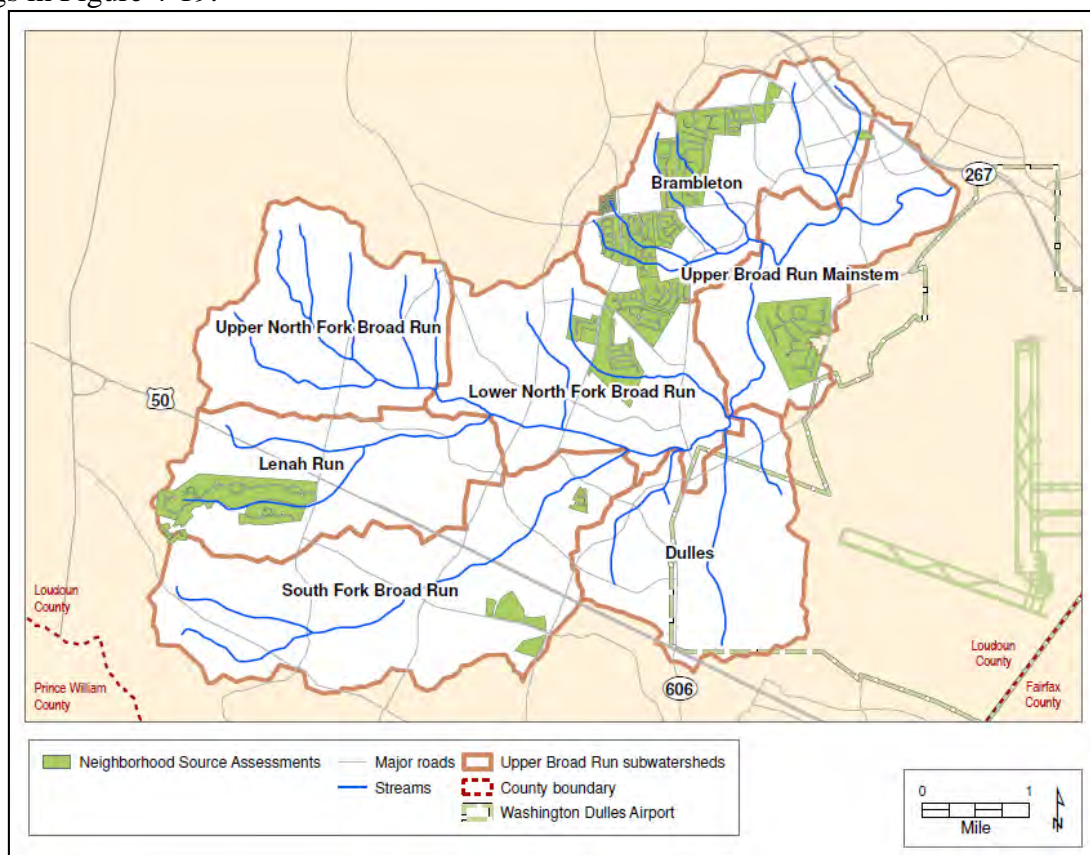 267
Brambleton
Upper Broad Run Mainstem
Upper North Fork Broad Run
50
Lower North Fork Broad Run
Lenah Run
Dulles
South Fork Broad Run
Loudoun
County
Prince William
County
606
Loudoun
County
Fairfax
County
Neighborhood Source Assessments
Major roads
Streams
Upper Broad Run subwatersheds
County boundary
Washington Dulles Airport
0 1
Mile
N